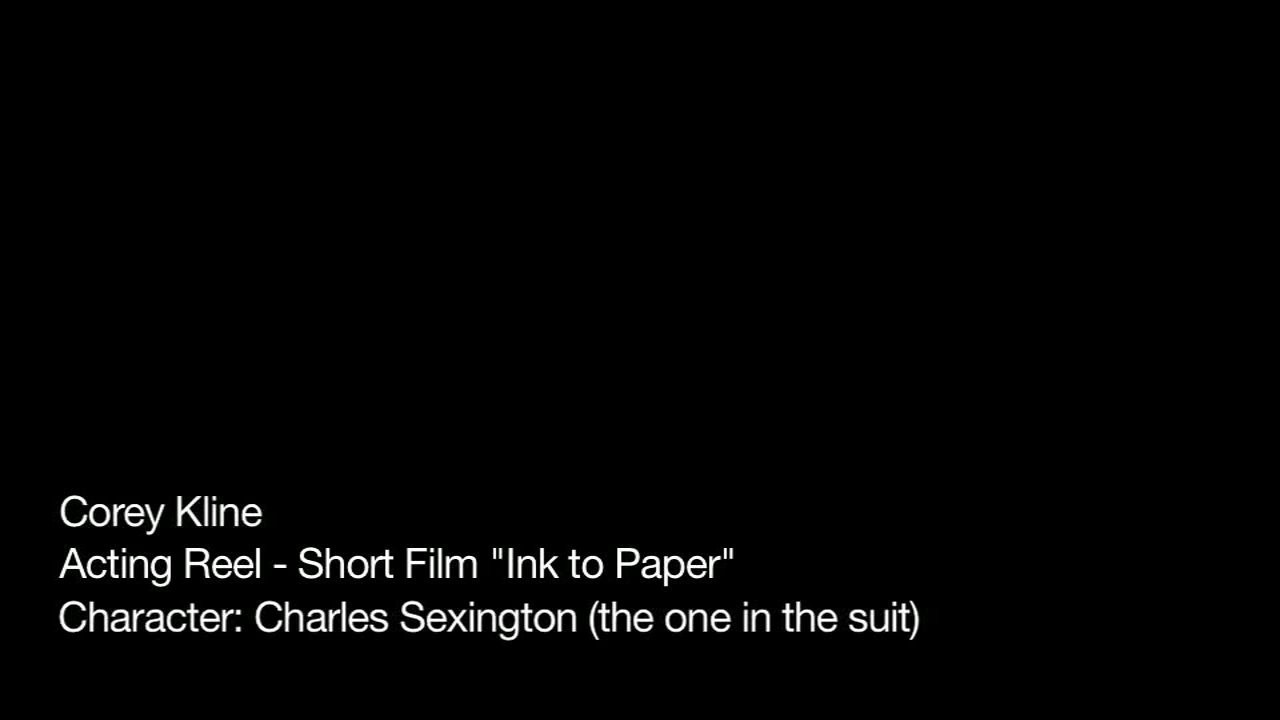 Corey Kline
Acting Reel - Short Film "Ink to Paper"
Character: Charles Sexington (the one in the suit)